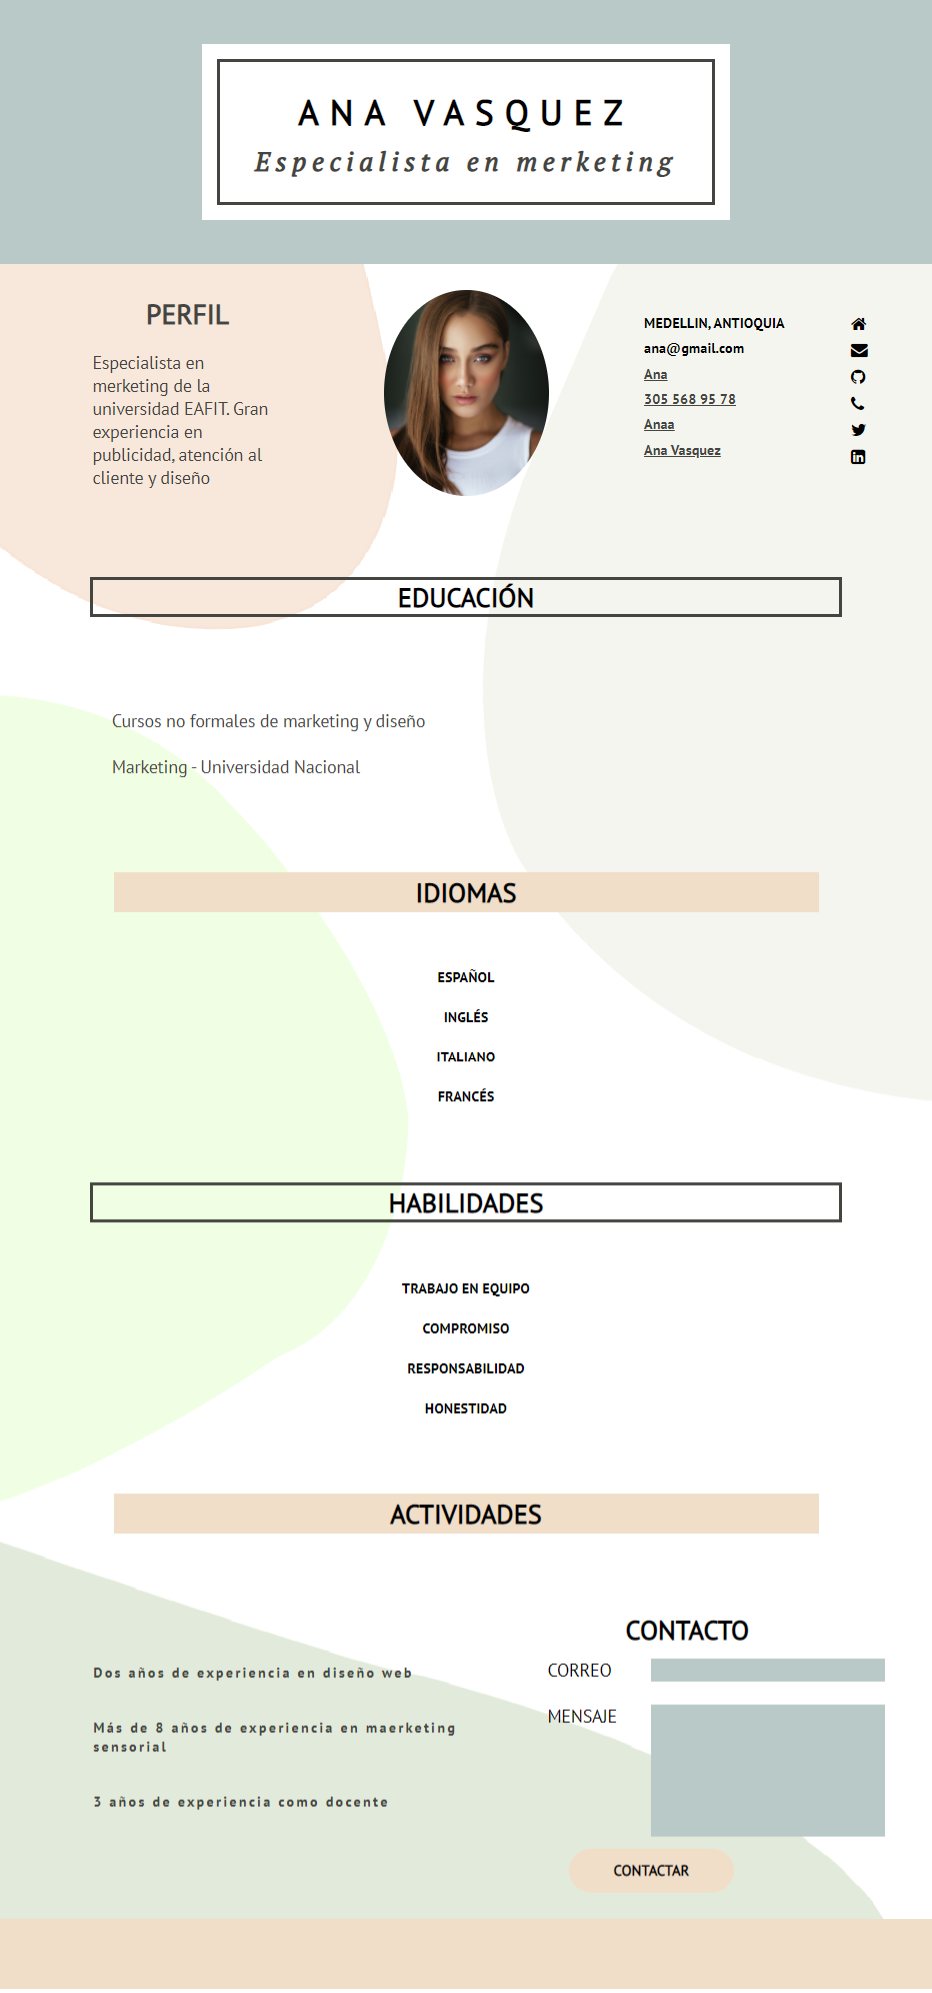 ANA VASQUEZ
Especialista en merketing
PERFIL
Especialista en
merketing de la
universidad EAFIT. Gran
experiencia en
publicidad, atención al
cliente y diseño
MEDELLIN, ANTIOQUIA
ana@gmail.com
Ana
305 568 95 78
Anaa
Ana Vasquez
EDUCACIÓN
Cursos no formales de marketing y diseño
Marketing - Universidad Nacional
IDIOMAS
ESPAÑOL
INGLÉS
ITALIANO
FRANCÉS
HABILIDADES
TRABAJO EN EQUIPO
COMPROMISO
RESPONSABILIDAD
HONESTIDAD
ACTIVIDADES
Dos años de experiencia en diseño web
Más de 8 años de experiencia en maerketing
sensorial
3 años de experiencia como docente
CONTACTO
CORREO
MENSAJE
CONTACTAR